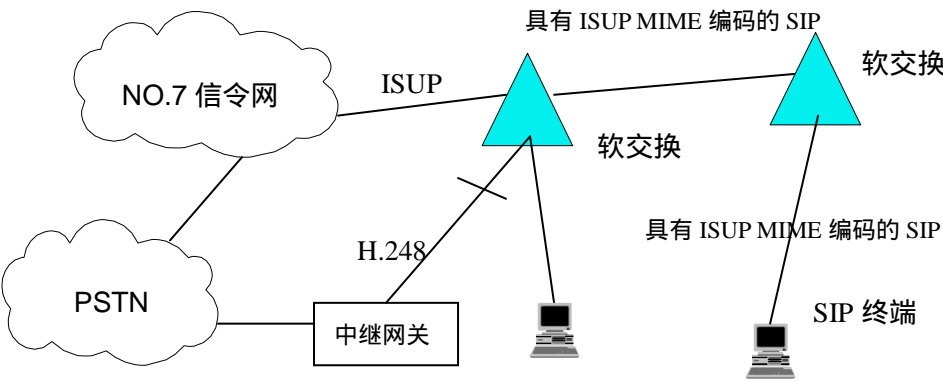 具有 ISUP MIME 编码的 SIP
软交换
NO.7 信令网
ISUP
软交换
具有 ISUP MIME 编码的 SIP
H.248
PSTN
中继网关
SIP 终端